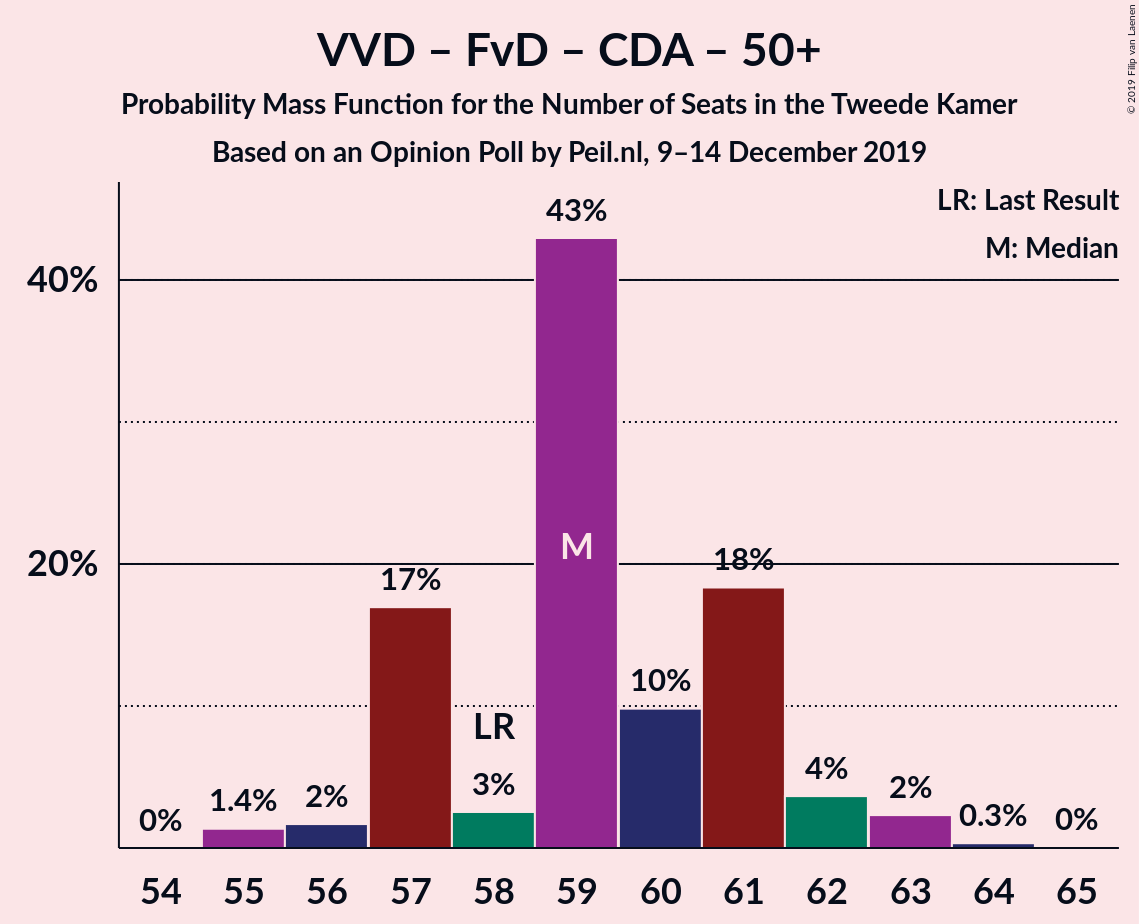 VVD – FvD – CDA – 50+
Probability Mass Function for the Number of Seats in the Tweede Kamer
Based on an Opinion Poll by Peil.nl, 9–14 December 2019
© 2019 Filip van Laenen
LR: Last Result
M: Median
40%
20%
0%
1.4%
2%
17%
LR
3%
43%
M
10%
18%
4%
2%
0.3%
0%
54 55 56 57 58 59 60 61 62 63 64 65